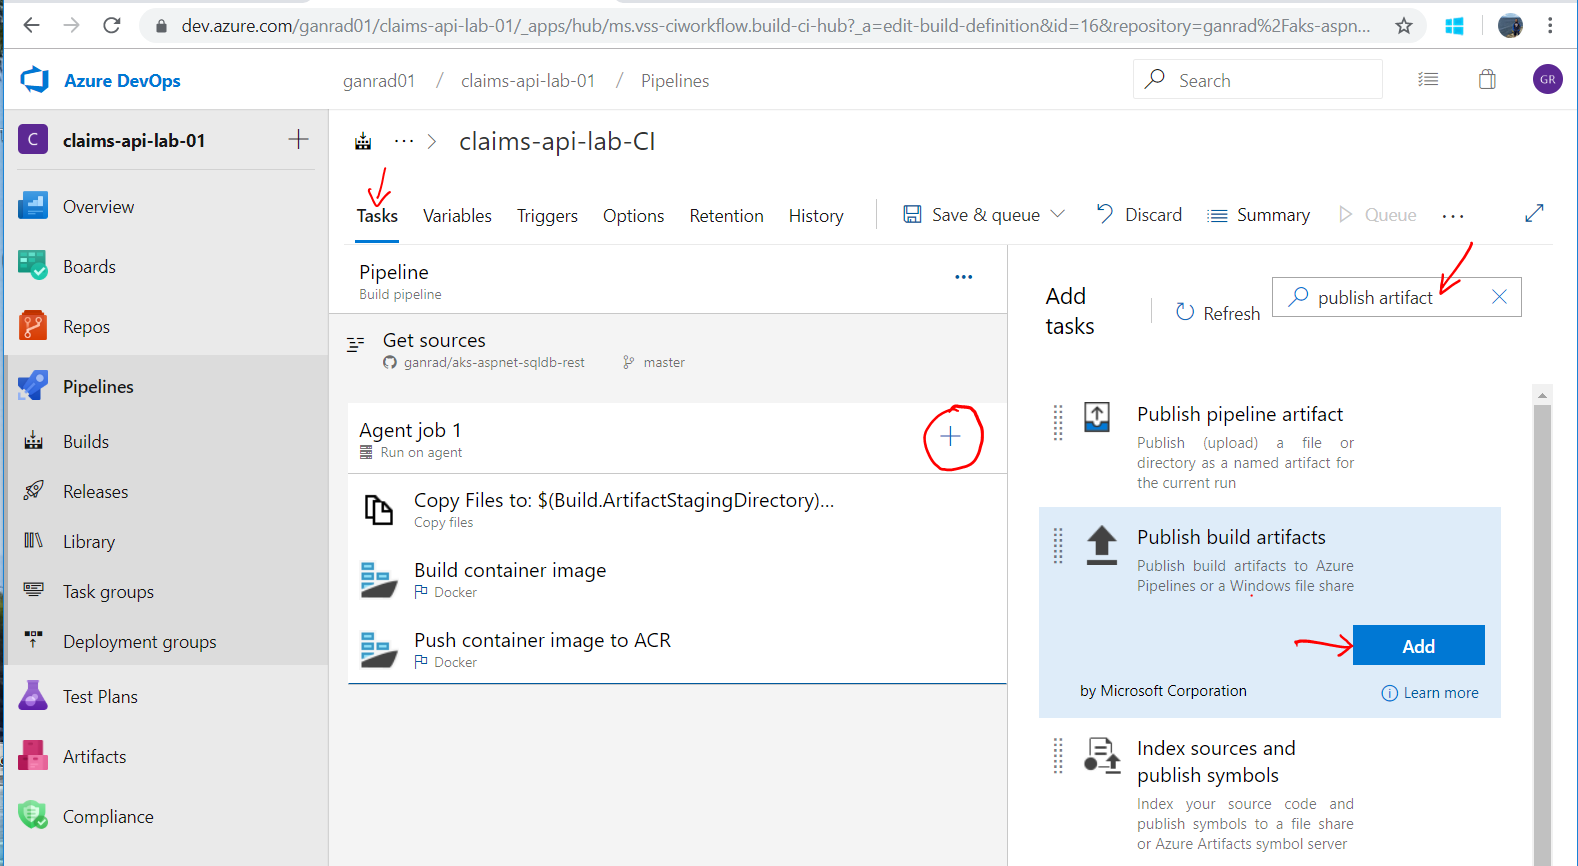 dev.azure.com/ganrad01/claims-api-lab-01/_apps/hub/ms.vss-ciworkflow.build-ci-hub?_a=edit-build-definition&id=16&repository=ganrad%2Faks-aspn...
Azure DevOps
ganrad01 / claims-api-lab-01 / Pipelines
Search
GR
C
claims-api-lab-01
Overview
Boards
Repos
Pipelines
Builds
Releases
Library
Task groups
Deployment groups
Test Plans
Artifacts
Compliance
claims-api-lab-CI
Tasks
Variables
Triggers
Options
Retention
History
Save & queue
Discard
Summary
Queue
Pipeline
Build pipeline
Get sources
ganrad/aks-aspnet-sqldb-rest
master
Agent job 1
Run on agent
Copy Files to: $(Build.ArtifactStagingDirectory)...
Copy files
Build container image
Docker
Push container image to ACR
Docker
Add
tasks
Refresh
publish artifact
Publish pipeline artifact
Publish (upload) a file or
directory as a named artifact for
the current run
Publish build artifacts
Publish build artifacts to Azure
Pipelines or a Windows file share
Add
by Microsoft Corporation
Learn more
Index sources and
publish symbols
Index your source code and
publish symbols to a file share
or Azure Artifacts symbol server